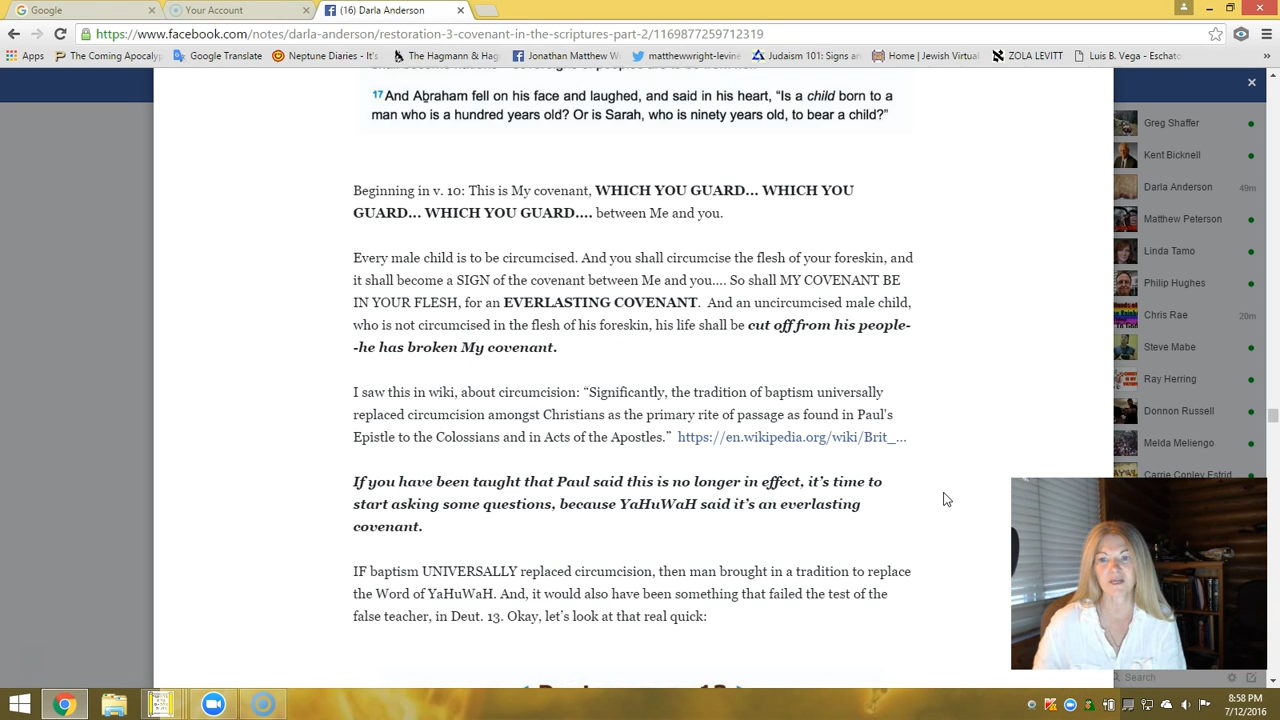 Google
Your Account
(16) Darla Anderson
https://www.facebook.com/notes/darla-anderson/restoration-3-covenant-in-the-scriptures-part-2/1169877259712319
Apps
The Coming Apocalyp
Google Translate
Neptune Diaries : I
The Hagmann & Hag
Jonathan Matthew W
matthewwright-levine
Judaism 101: Signs an
Home | Jewish Virtual
ZOLA LEVITT
Luis B. Vega - Eschato
17 And Abraham fell on his face and laughed, and said in his heart, “Is a child born to a
man who is a hundred years old? Or is Sarah, who is ninety years old, to bear a child?”
Beginning in v. 10: This is My covenant, WHICH YOU GUARD… WHICH YOU
GUARD… WHICH YOU GUARD…. between Me and you.
Every male child is to be circumcised. And you shall circumcise the flesh of your foreskin, and
it shall become a SIGN of the covenant between Me and you…. So shall MY COVENANT BE
IN YOUR FLESH, for an EVERLASTING COVENANT. And an uncircumcised male child,
who is not circumcised in the flesh of his foreskin, his life shall be cut off from his people-
-he has broken My covenant.
I saw this in wiki, about circumcision: “Significantly, the tradition of baptism universally
replaced circumcision amongst Christians as the primary rite of passage as found in Paul's
Epistle to the Colossians and in Acts of the Apostles.” https://en.wikipedia.org/wiki/Brit_…
If you have been taught that Paul said this is no longer in effect, it’s time to
start asking some questions, because YaHuWaH said it’s an everlasting
covenant.
IF baptism UNIVERSALLY replaced circumcision, then man brought in a tradition to replace
the Word of YaHuWaH. And, it would also have been something that failed the test of the
false teacher, in Deut. 13. Okay, let’s look at that real quick:
Greg Shaffer
Kent Bicknell
Darla Anderson 49m
Matthew Peterson
Linda Tamo
Philip Hughes
Chris Rae 20m
Steve Mabe
Ray Herring
Donnon Russell
Melda Meliengo
Carrie Conley Estrid
Search
8:58 PM
7/12/2016